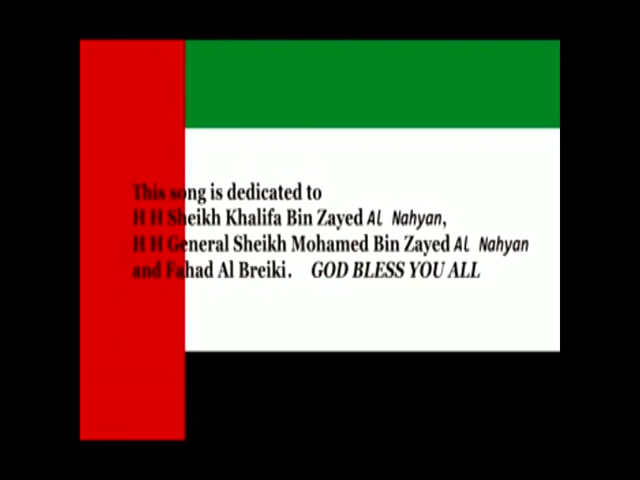 This song is dedicated to
H H Sheikh Khalifa Bin Zayed Al Nahyan,
H H General Sheikh Mohamed Bin Zayed Al Nahyan
and Fahad Al Breiki. GOD BLESS YOU ALL